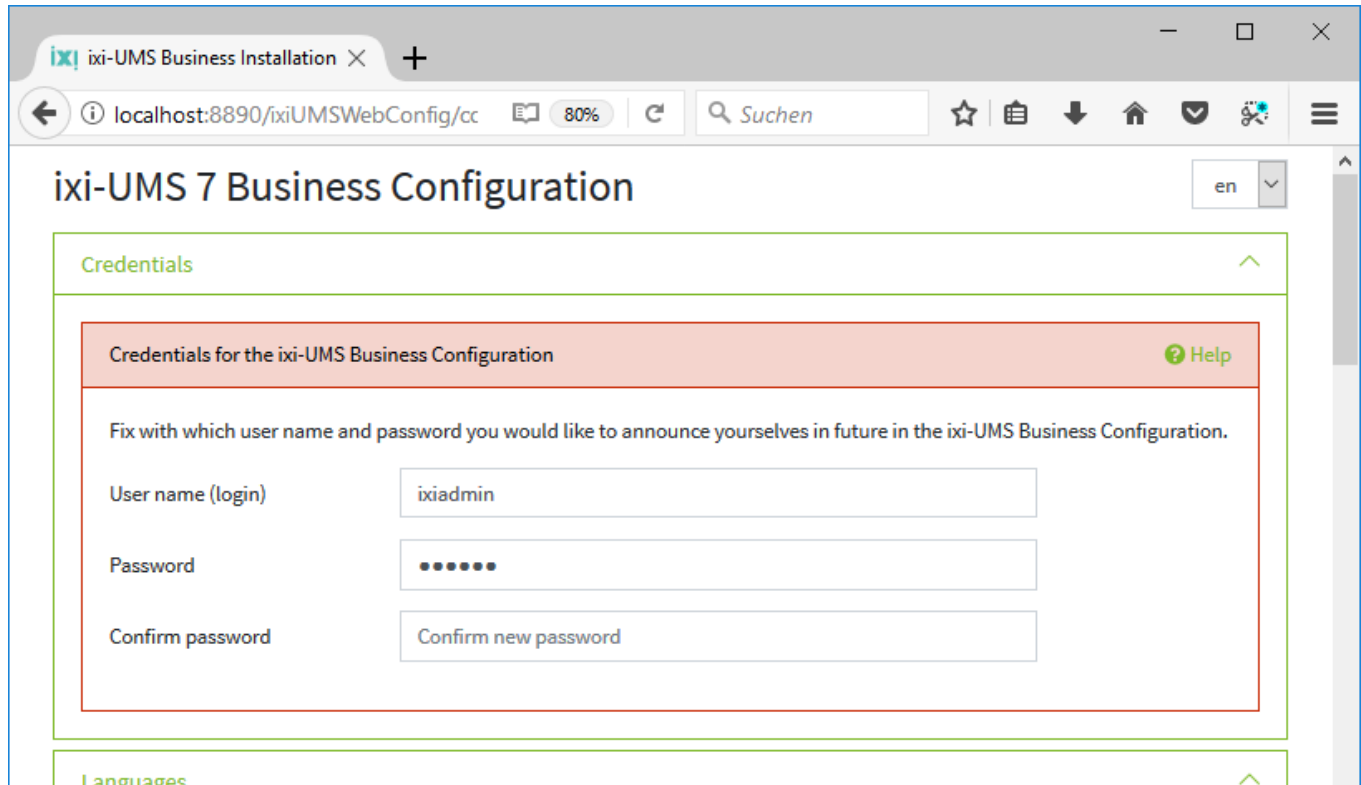 ixi ixi-UMS Business Installation
localhost:8890/ixiUMSWebConfig/cc 80% Suchen
ixi-UMS 7 Business Configuration
en
Credentials
Credentials for the ixi-UMS Business Configuration
Help
Fix with which user name and password you would like to announce yourselves in future in the ixi-UMS Business Configuration.
User name (login)
ixiadmin
Password
••••••
Confirm password
Confirm new password
Languages